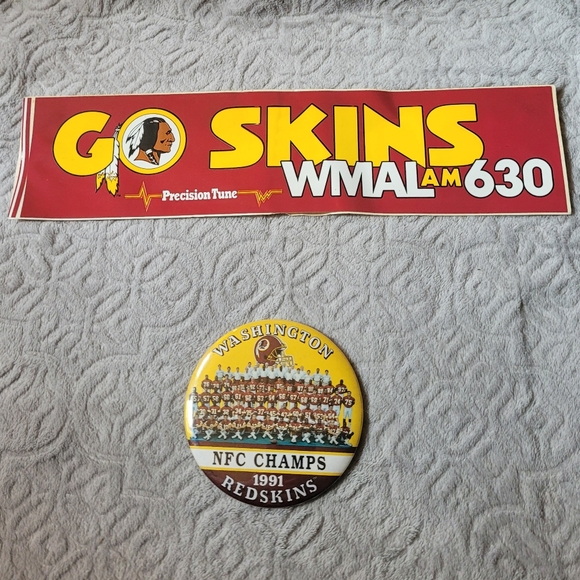 GO SKINS
WMAL AM 630
Precision Tune
WASHINGTON
NFC CHAMPS
1991
REDSKINS